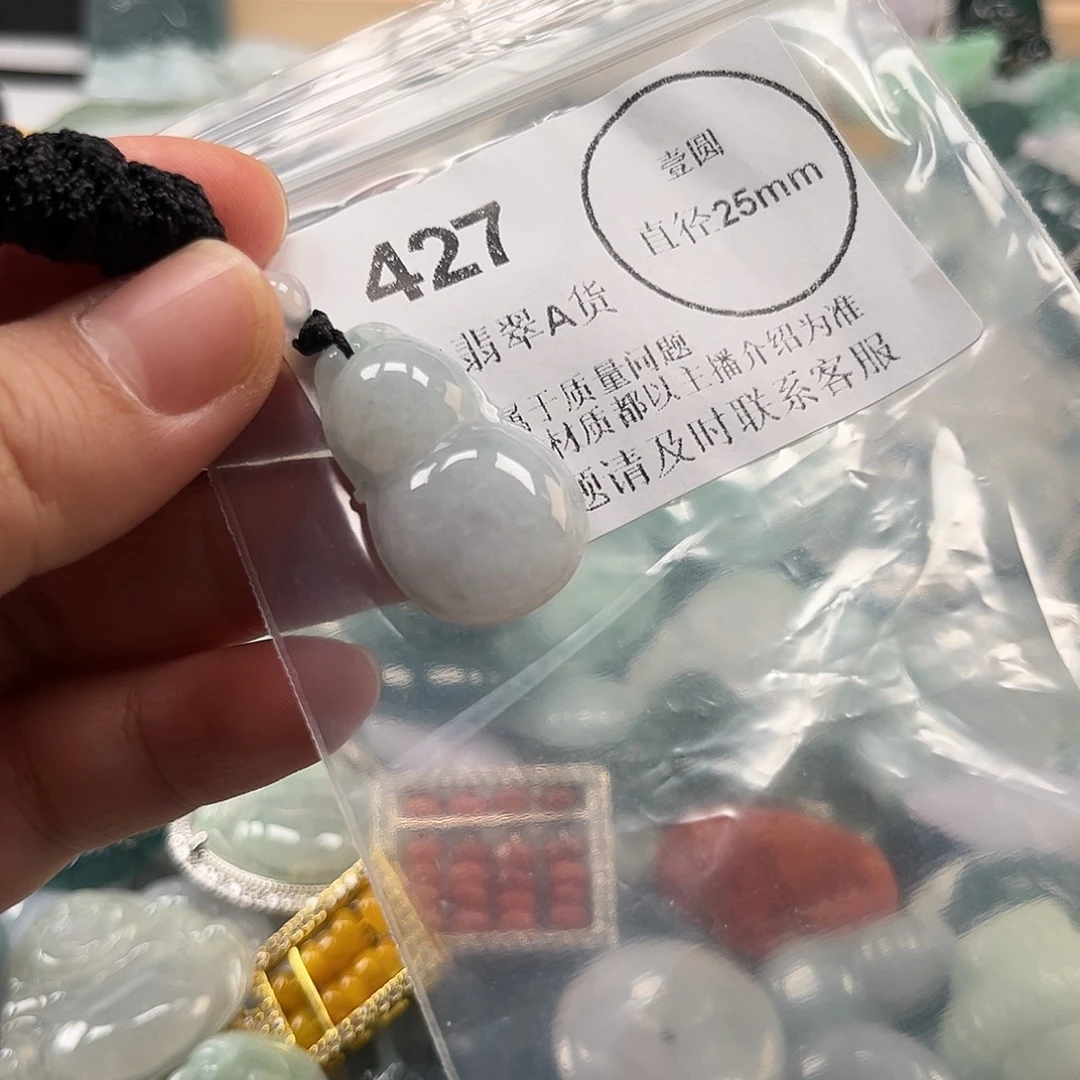 壹圆
直径25mm
427
翡翠A货
属于质量问题
材质都以主播介绍为准
题请及时联系客服